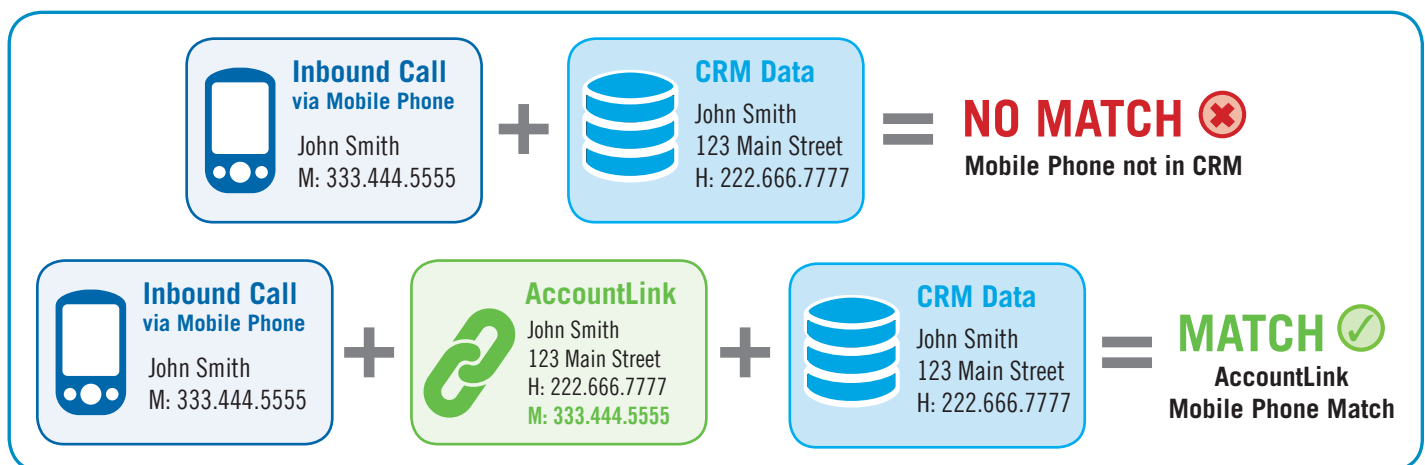 Inbound Call
via Mobile Phone
John Smith
M: 333.444.5555
+
CRM Data
John Smith
123 Main Street
H: 222.666.7777
=
NO MATCH
Mobile Phone not in CRM
Inbound Call
via Mobile Phone
John Smith
M: 333.444.5555
+
AccountLink
John Smith
123 Main Street
H: 222.666.7777
M: 333.444.5555
+
CRM Data
John Smith
123 Main Street
H: 222.666.7777
=
MATCH
AccountLink
Mobile Phone Match